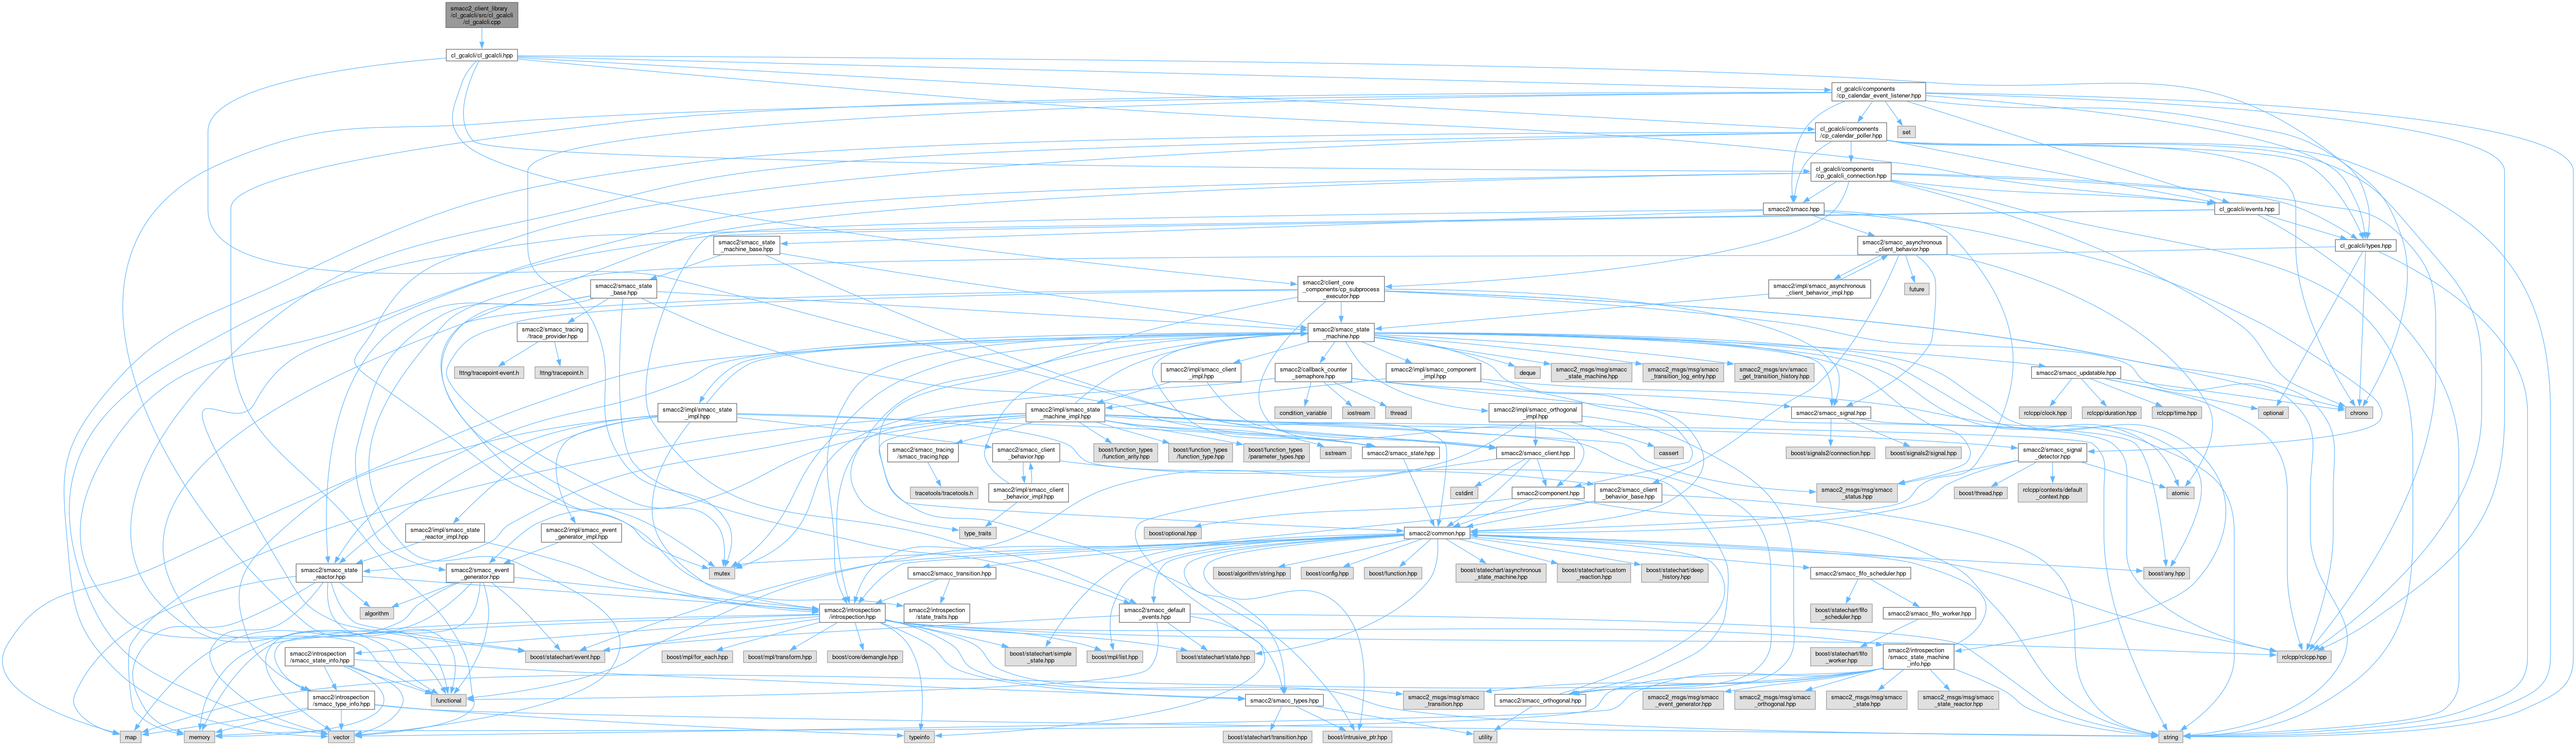 smacc2_client_library
/cl_gcalcli/src/cl_gcalcli
/cl_gcalcli.cpp
cl_gcalcli/cl_gcalcli.hpp
cl_gcalcli/components
/cp_calendar_event_listener.hpp
cl_gcalcli/components
/cp_calendar_poller.hpp
set
cl_gcalcli/components
/cp_gcalcli_connection.hpp
smacc2/smacc.hpp
cl_gcalcli/events.hpp
smacc2/smacc_state
_machine_base.hpp
smacc2/smacc_asynchronous
_client_behavior.hpp
cl_gcalcli/types.hpp
smacc2/smacc_state
_base.hpp
smacc2/client_core
_components/cp_subprocess
_executor.hpp
smacc2/impl/smacc_asynchronous
_client_behavior_impl.hpp
future
smacc2/smacc_tracing
/trace_provider.hpp
smacc2/smacc_state
_machine.hpp
lttng/tracepoint-event.h
lttng/tracepoint.h
smacc2/impl/smacc_client
_impl.hpp
smacc2/callback_counter
_semaphore.hpp
smacc2/impl/smacc_component
_impl.hpp
deque
smacc2_msgs/msg/smacc
_state_machine.hpp
smacc2_msgs/msg/smacc
_transition_log_entry.hpp
smacc2_msgs/srv/smacc
_get_transition_history.hpp
smacc2/smacc_updatable.hpp
smacc2/impl/smacc_state
_impl.hpp
smacc2/impl/smacc_state
_machine_impl.hpp
condition_variable
iostream
thread
smacc2/impl/smacc_orthogonal
_impl.hpp
smacc2/smacc_signal.hpp
rclcpp/clock.hpp
rclcpp/duration.hpp
rclcpp/time.hpp
optional
chrono
smacc2/smacc_tracing
/smacc_tracing.hpp
smacc2/smacc_client
_behavior.hpp
boost/function_types
/function_arity.hpp
boost/function_types
/function_type.hpp
boost/function_types
/parameter_types.hpp
sstream
smacc2/smacc_state.hpp
smacc2/smacc_client.hpp
cassert
boost/signals2/connection.hpp
boost/signals2/signal.hpp
smacc2/smacc_signal
_detector.hpp
tracetools/tracetools.h
smacc2/impl/smacc_client
_behavior_impl.hpp
cstdint
smacc2/component.hpp
smacc2/smacc_client
_behavior_base.hpp
smacc2_msgs/msg/smacc
_status.hpp
boost/thread.hpp
rclcpp/contexts/default
_context.hpp
atomic
smacc2/impl/smacc_state
_reactor_impl.hpp
smacc2/impl/smacc_event
_generator_impl.hpp
type_traits
boost/optional.hpp
smacc2/common.hpp
smacc2/smacc_state
_reactor.hpp
smacc2/smacc_event
_generator.hpp
mutex
smacc2/smacc_transition.hpp
boost/algorithm/string.hpp
boost/config.hpp
boost/function.hpp
boost/statechart/asynchronous
_state_machine.hpp
boost/statechart/custom
_reaction.hpp
boost/statechart/deep
_history.hpp
smacc2/smacc_fifo_scheduler.hpp
boost/any.hpp
algorithm
smacc2/introspection
/introspection.hpp
smacc2/introspection
/state_traits.hpp
smacc2/smacc_default
_events.hpp
boost/statechart/fifo
_scheduler.hpp
smacc2/smacc_fifo_worker.hpp
smacc2/introspection
/smacc_state_info.hpp
boost/statechart/event.hpp
boost/mpl/for_each.hpp
boost/mpl/transform.hpp
boost/core/demangle.hpp
boost/statechart/simple
_state.hpp
boost/mpl/list.hpp
boost/statechart/state.hpp
boost/statechart/fifo
_worker.hpp
smacc2/introspection
/smacc_state_machine
_info.hpp
rclcpp/rclcpp.hpp
smacc2/introspection
/smacc_type_info.hpp
functional
smacc2_msgs/msg/smacc
_transition.hpp
smacc2/smacc_types.hpp
smacc2/smacc_orthogonal.hpp
smacc2_msgs/msg/smacc
_event_generator.hpp
smacc2_msgs/msg/smacc
_orthogonal.hpp
smacc2_msgs/msg/smacc
_state.hpp
smacc2_msgs/msg/smacc
_state_reactor.hpp
map
memory
vector
typeinfo
boost/statechart/transition.hpp
boost/intrusive_ptr.hpp
utility
string